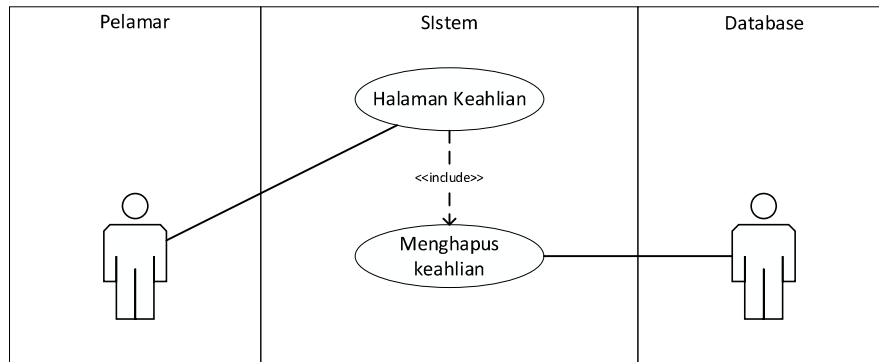 Pelamar
SIstem
Database
Halaman Keahlian
<<include>>
Menghapus
keahlian